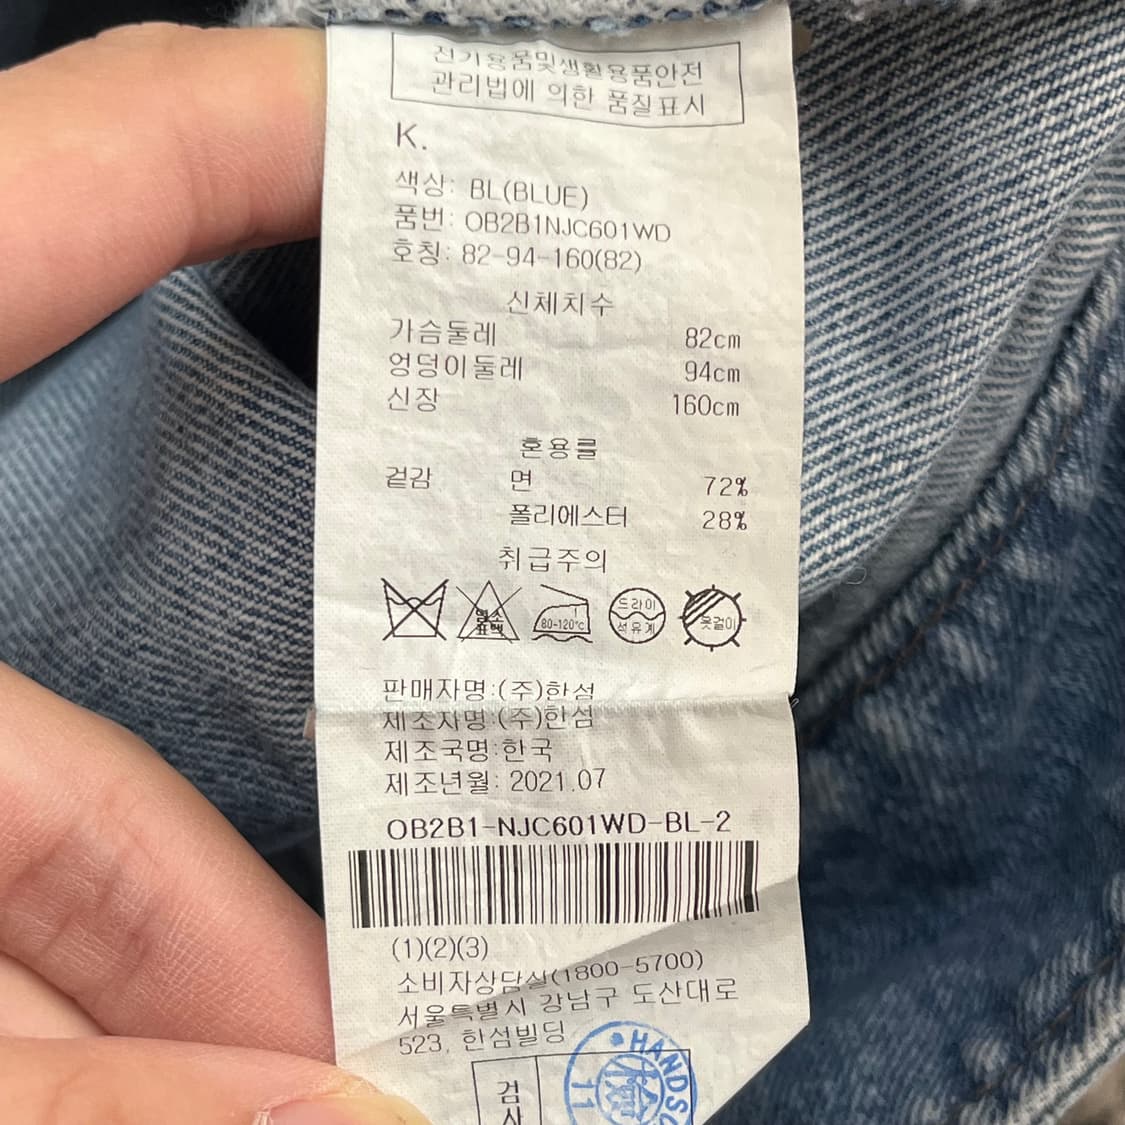 전기용품및생활용품안전
관리법에 의한 품질표시
K.
색상: BL(BLUE)
품번: OB2B1NJC601WD
호칭: 82-94-160(82)
신체치수
가슴둘레 82cm
엉덩이둘레 94cm
신장 160cm
혼용률
겉감 면 72%
폴리에스터 28%
취급주의
염소 표백
80-120℃
드라이
석유계
옷걸이
판매자명:(주)한섬
제조자명:(주)한섬
제조국명:한국
제조년월: 2021.07
OB2B1-NJC601WD-BL-2
(1)(2)(3)
소비자상담실(1800-5700)
서울특별시 강남구 도산대로
523, 한섬빌딩
검사
11